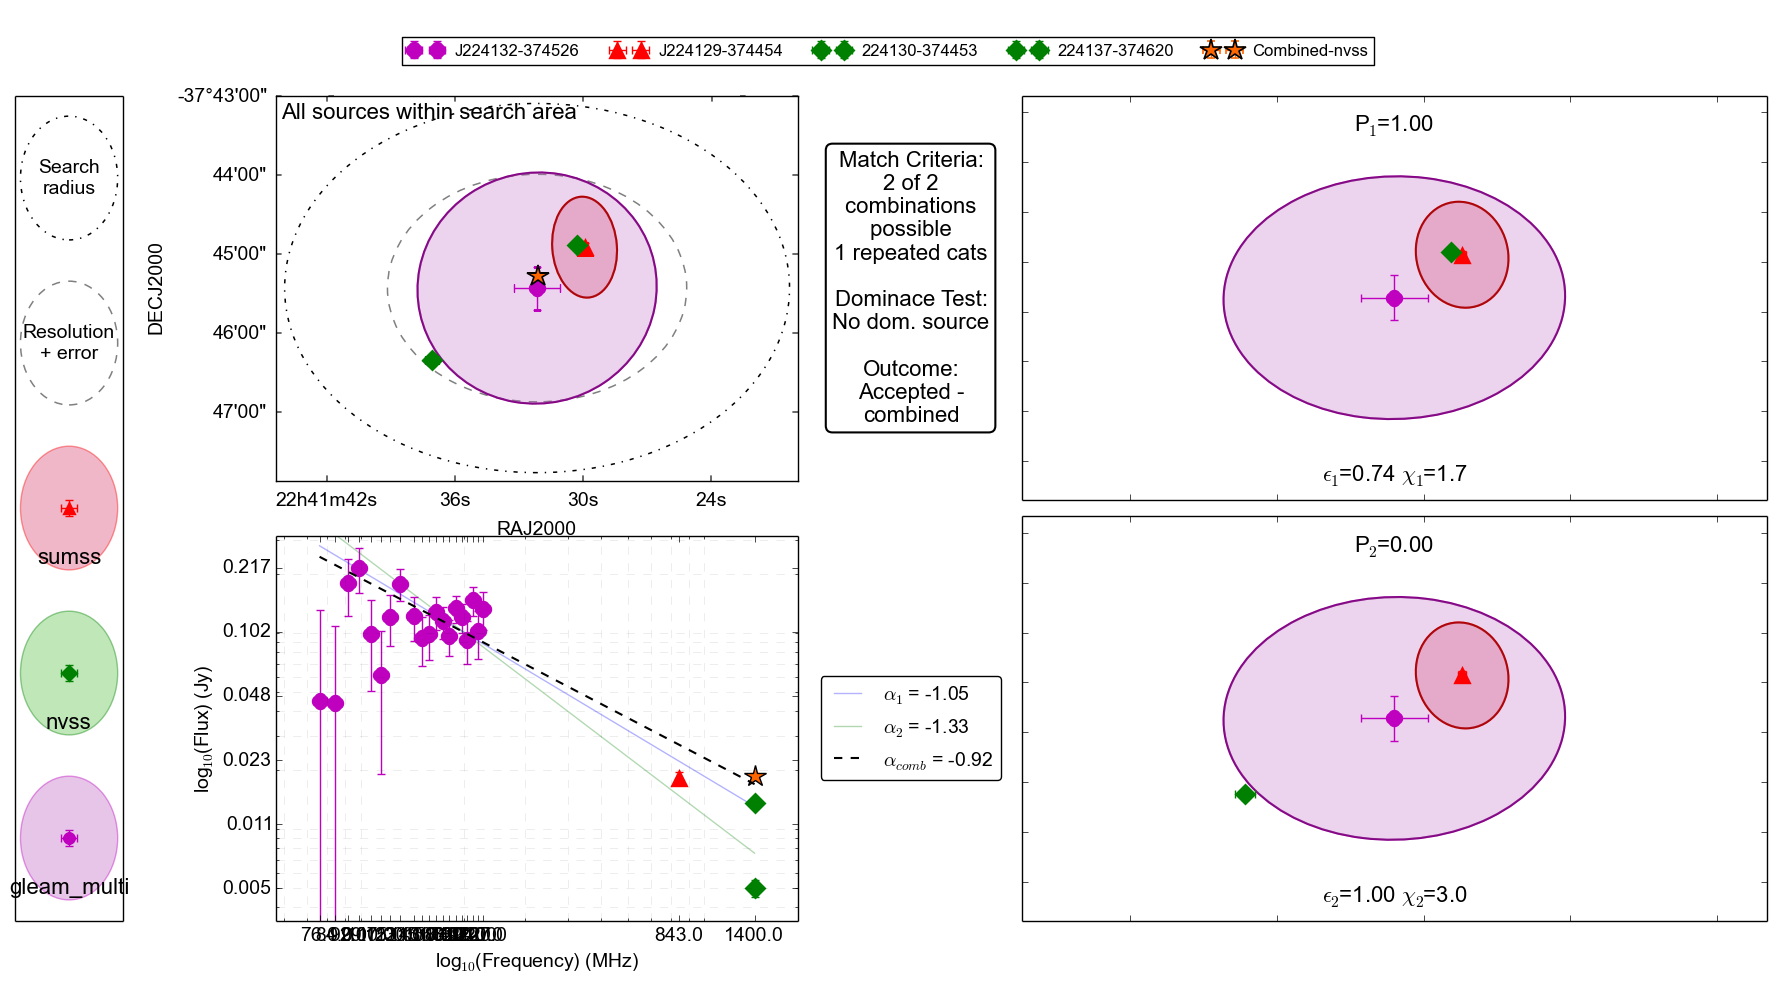 J224132-374526 J224129-374454 224130-374453 224137-374620 Combined-nvss
Search
radius
Resolution
+ error
sumss
nvss
gleam_multi
All sources within search area
-37°43'00"
44'00"
45'00"
46'00"
47'00"
DECJ2000
22h41m42s 36s 30s 24s
RAJ2000
Match Criteria:
2 of 2
combinations
possible
1 repeated cats
Dominace Test:
No dom. source
Outcome:
Accepted -
combined
P1=1.00
ϵ1=0.74 χ1=1.7
P2=0.00
ϵ2=1.00 χ2=3.0
0.217
0.102
0.048
0.023
0.011
0.005
log10(Flux) (Jy)
843.0 1400.0
log10(Frequency) (MHz)
α1 = -1.05
α2 = -1.33
αcomb = -0.92